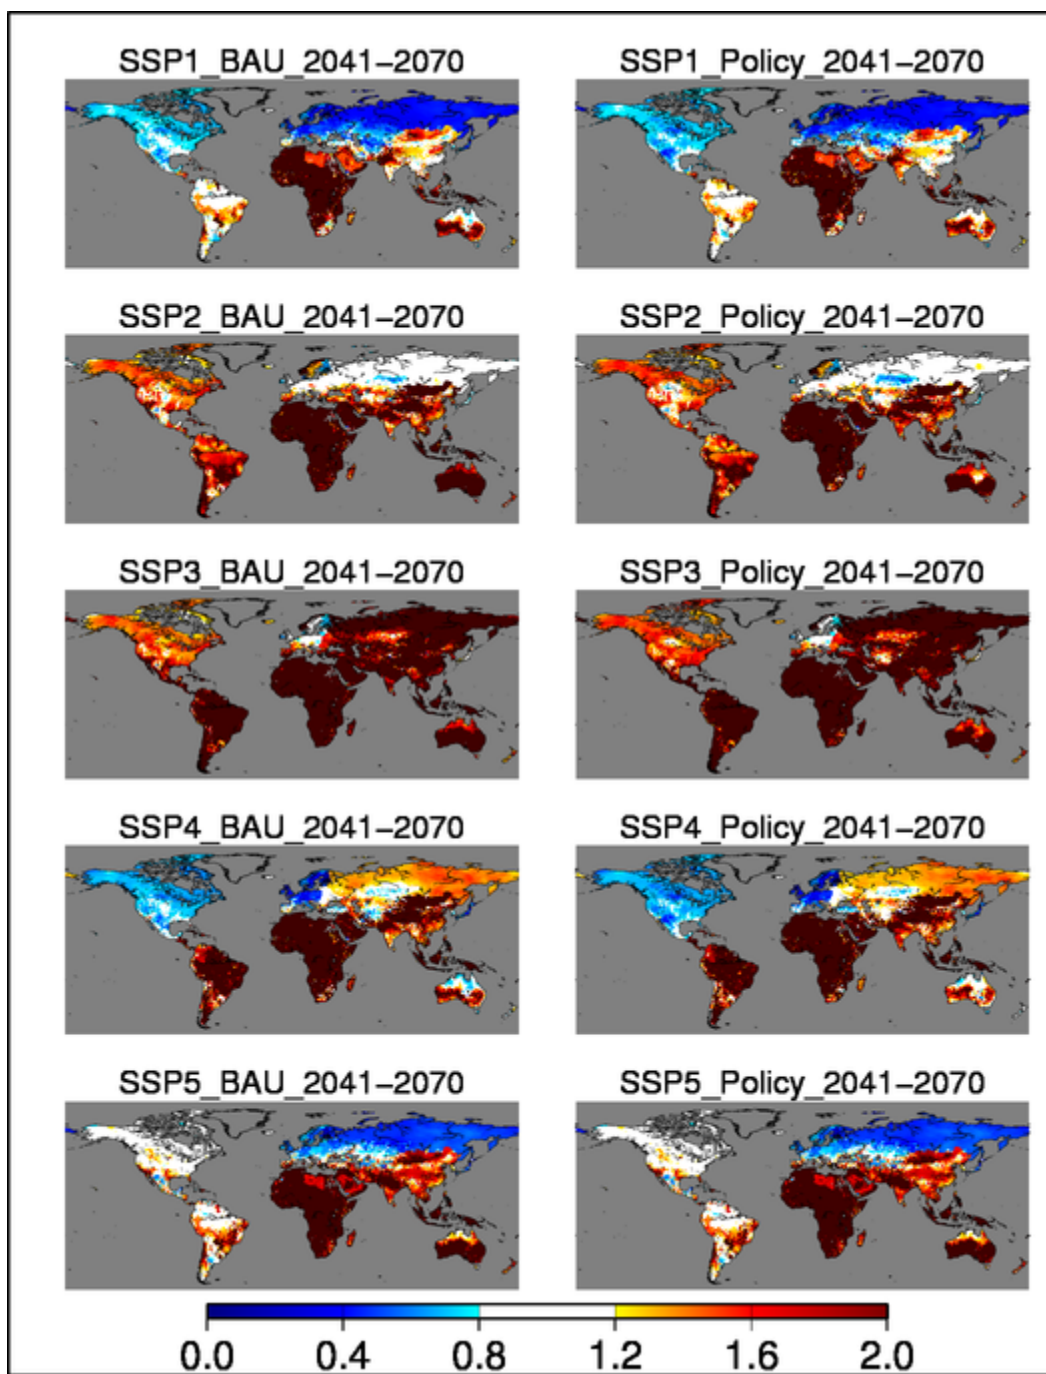 SSP1_BAU_2041-2070 SSP1_Policy_2041-2070
SSP2_BAU_2041-2070 SSP2_Policy_2041-2070
SSP3_BAU_2041-2070 SSP3_Policy_2041-2070
SSP4_BAU_2041-2070 SSP4_Policy_2041-2070
SSP5_BAU_2041-2070 SSP5_Policy_2041-2070
0.0 0.4 0.8 1.2 1.6 2.0